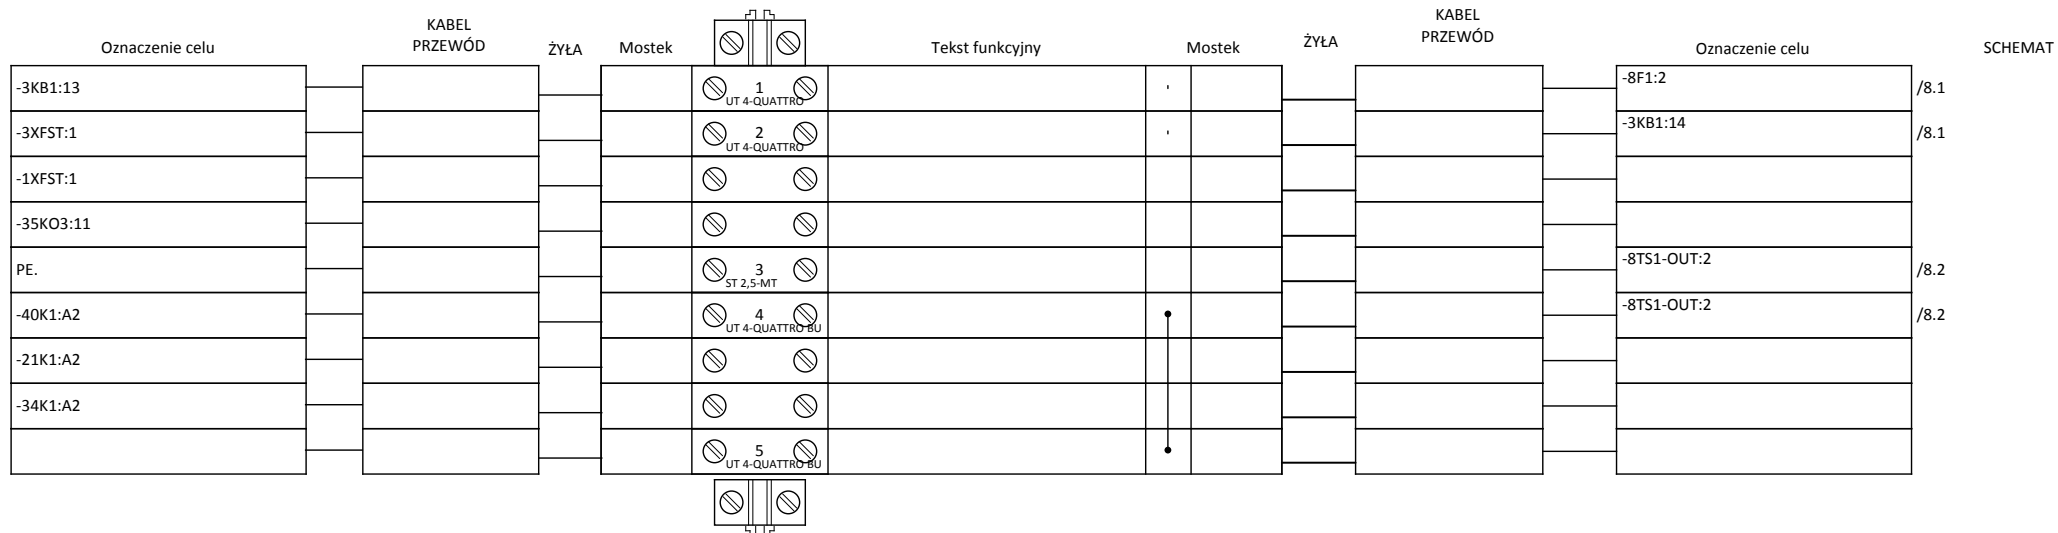 Oznaczenie celu
KABEL
PRZEWÓD
ŻYŁA
Mostek
Tekst funkcyjny
Mostek
ŻYŁA
KABEL
PRZEWÓD
Oznaczenie celu
SCHEMAT
-3KB1:13
1
UT 4-QUATTRO
-8F1:2
/8.1
-3XFST:1
2
UT 4-QUATTRO
-3KB1:14
/8.1
-1XFST:1
-35KO3:11
PE.
3
ST 2,5-MT
-8TS1-OUT:2
/8.2
-40K1:A2
4
UT 4-QUATTRO BU
-8TS1-OUT:2
/8.2
-21K1:A2
-34K1:A2
5
UT 4-QUATTRO BU